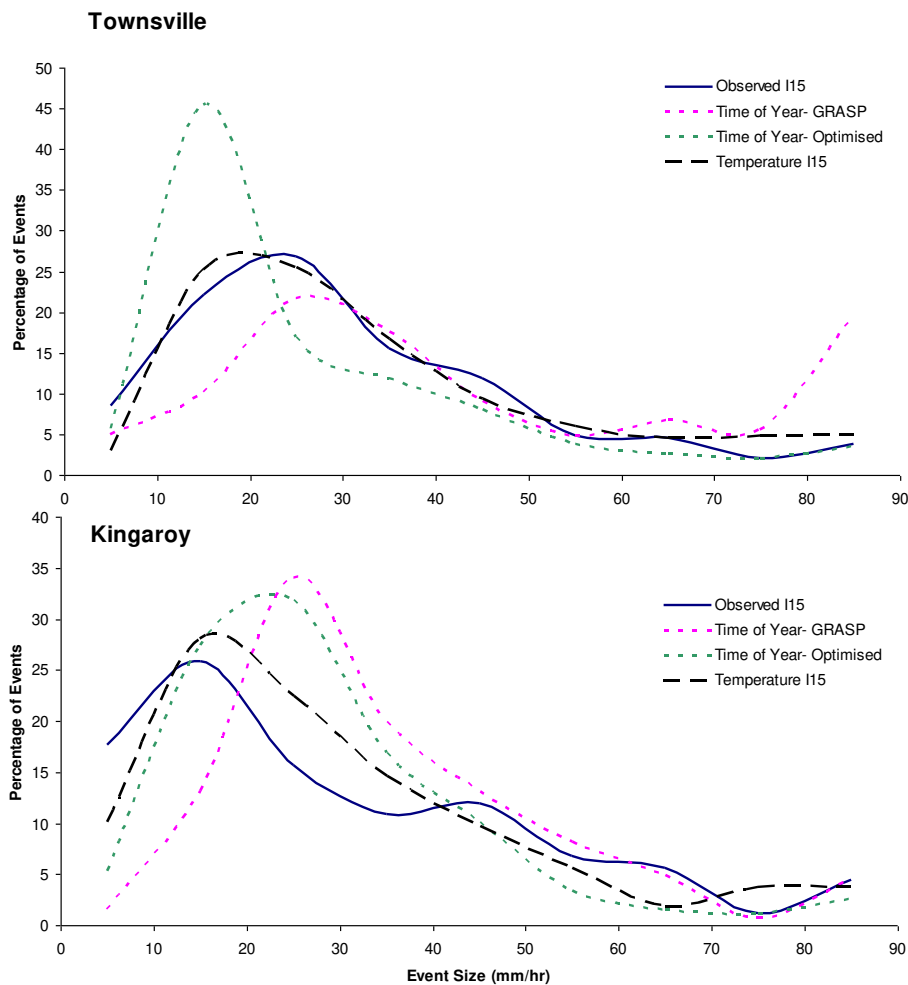 Townsville
50
45
40
35
30
25
20
15
10
5
0
Percentage of Events
Observed I15
Time of Year- GRASP
Time of Year- Optimised
Temperature I15
0 10 20 30 40 50 60 70 80 90
Kingaroy
40
35
30
25
20
15
10
5
0
Percentage of Events
Observed I15
Time of Year- GRASP
Time of Year- Optimised
Temperature I15
0 10 20 30 40 50 60 70 80 90
Event Size (mm/hr)